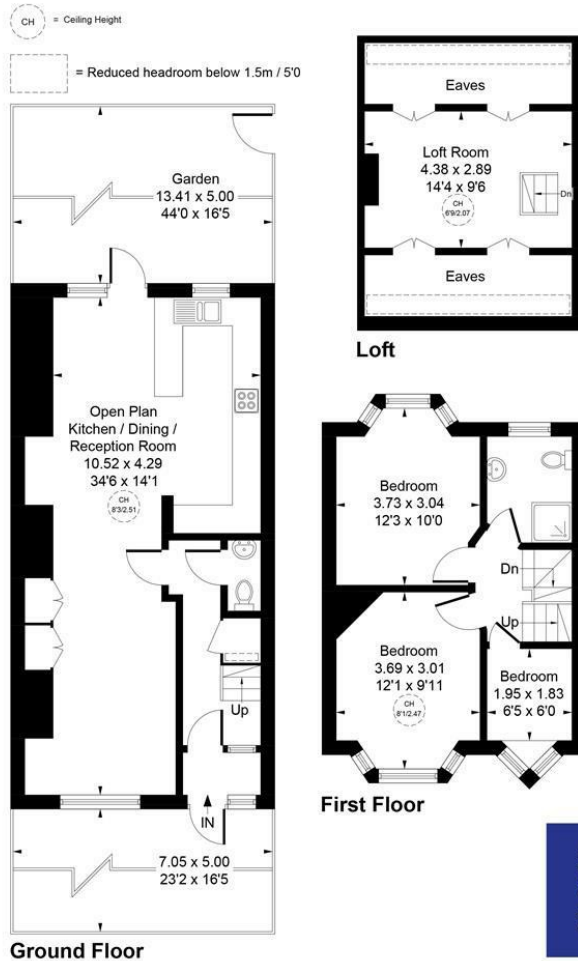 CH = Ceiling Height
= Reduced headroom below 1.5m / 5'0
Garden
13.41 x 5.00
44'0 x 16'5
Open Plan
Kitchen / Dining /
Reception Room
10.52 x 4.29
34'6 x 14'1
CH
8'3/2.51
Up
IN
7.05 x 5.00
23'2 x 16'5
Ground Floor
Eaves
Loft Room
4.38 x 2.89
14'4 x 9'6
CH
6'9/2.07
Dn
Eaves
Loft
Bedroom
3.73 x 3.04
12'3 x 10'0
Dn
Up
Bedroom
3.69 x 3.01
12'1 x 9'11
CH
8'1/2.47
Bedroom
1.95 x 1.83
6'5 x 6'0
First Floor